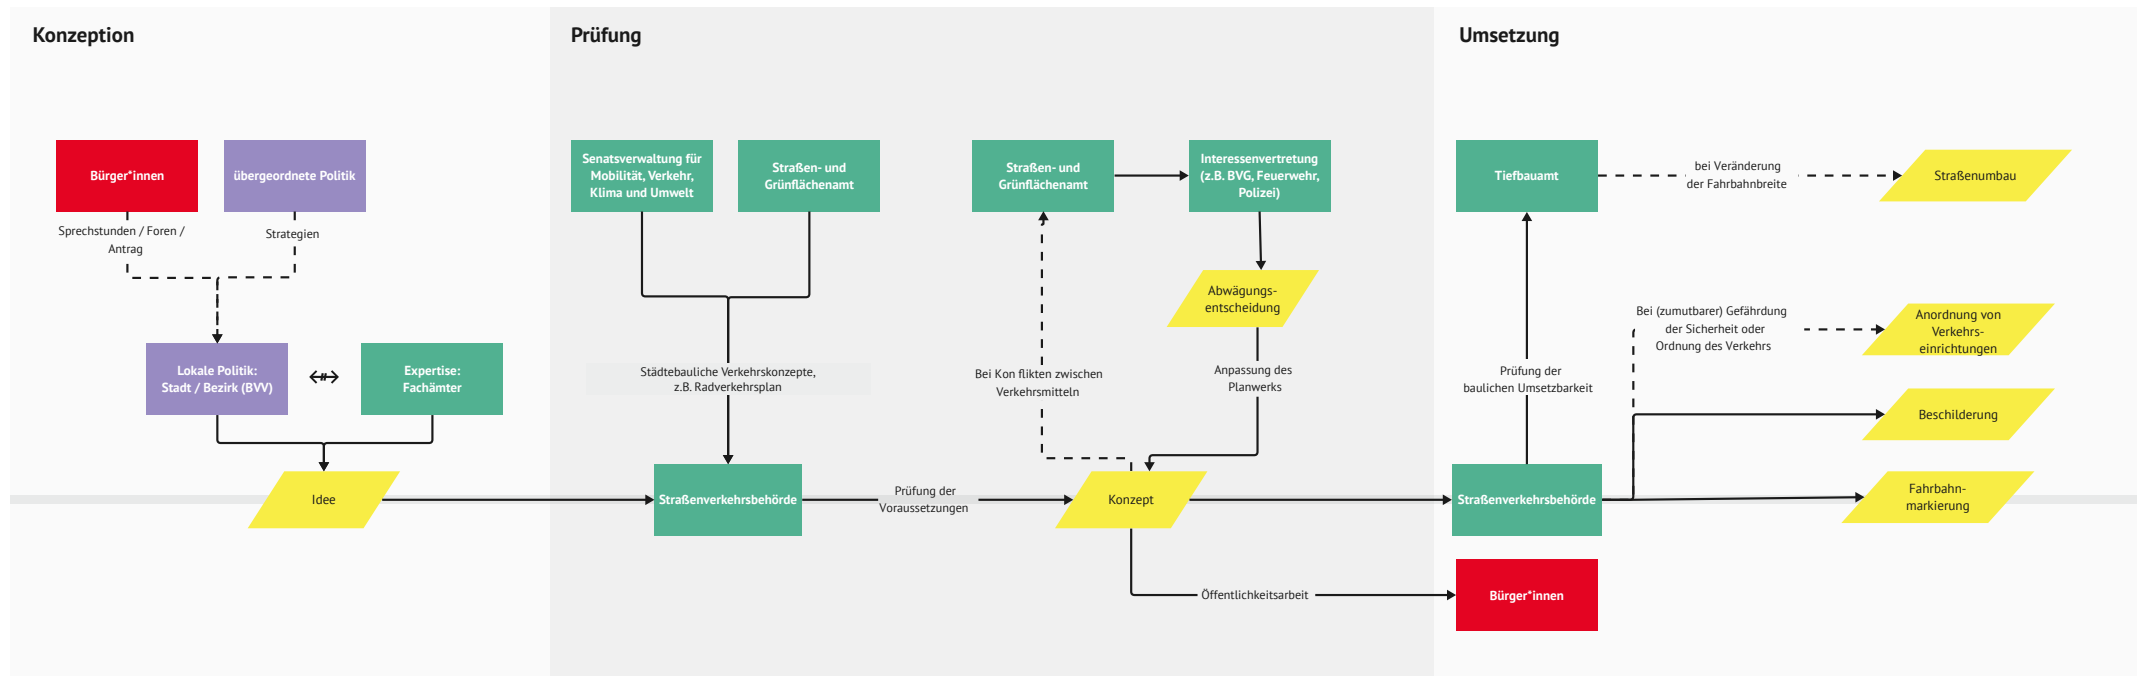 Konzeption
Bürger*innen
übergeordnete Politik
Sprechstunden / Foren /
Antrag
Strategien
Lokale Politik:
Stadt / Bezirk (BVV)
Expertise:
Fachämter
Idee
Prüfung
Senatsverwaltung für
Mobilität, Verkehr,
Klima und Umwelt
Straßen- und
Grünflächenamt
Städtebauliche Verkehrskonzepte,
z.B. Radverkehrsplan
Straßenverkehrsbehörde
Prüfung der
Voraussetzungen
Straßen- und
Grünflächenamt
Interessenvertretung
(z.B. BVG, Feuerwehr,
Polizei)
Abwägungs-
entscheidung
Bei Kon flikten zwischen
Verkehrsmitteln
Anpassung des
Planwerks
Konzept
Öffentlichkeitsarbeit
Umsetzung
Tiefbauamt
bei Veränderung
der Fahrbahnbreite
Straßenumbau
Prüfung der
baulichen Umsetzbarkeit
Bei (zumutbarer) Gefährdung
der Sicherheit oder
Ordnung des Verkehrs
Anordnung von
Verkehrs-
einrichtungen
Beschilderung
Straßenverkehrsbehörde
Fahrbahn-
markierung
Bürger*innen